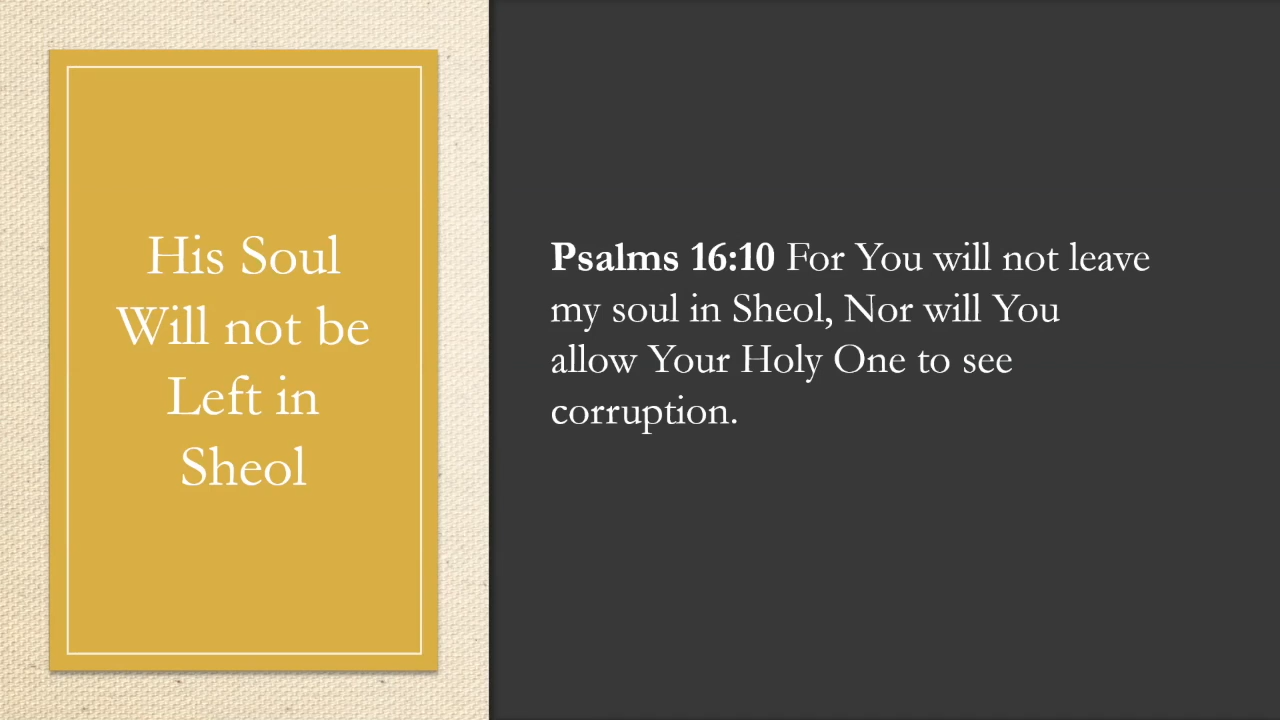 His Soul
Will not be
Left in
Sheol
Psalms 16:10 For You will not leave
my soul in Sheol, Nor will You
allow Your Holy One to see
corruption.